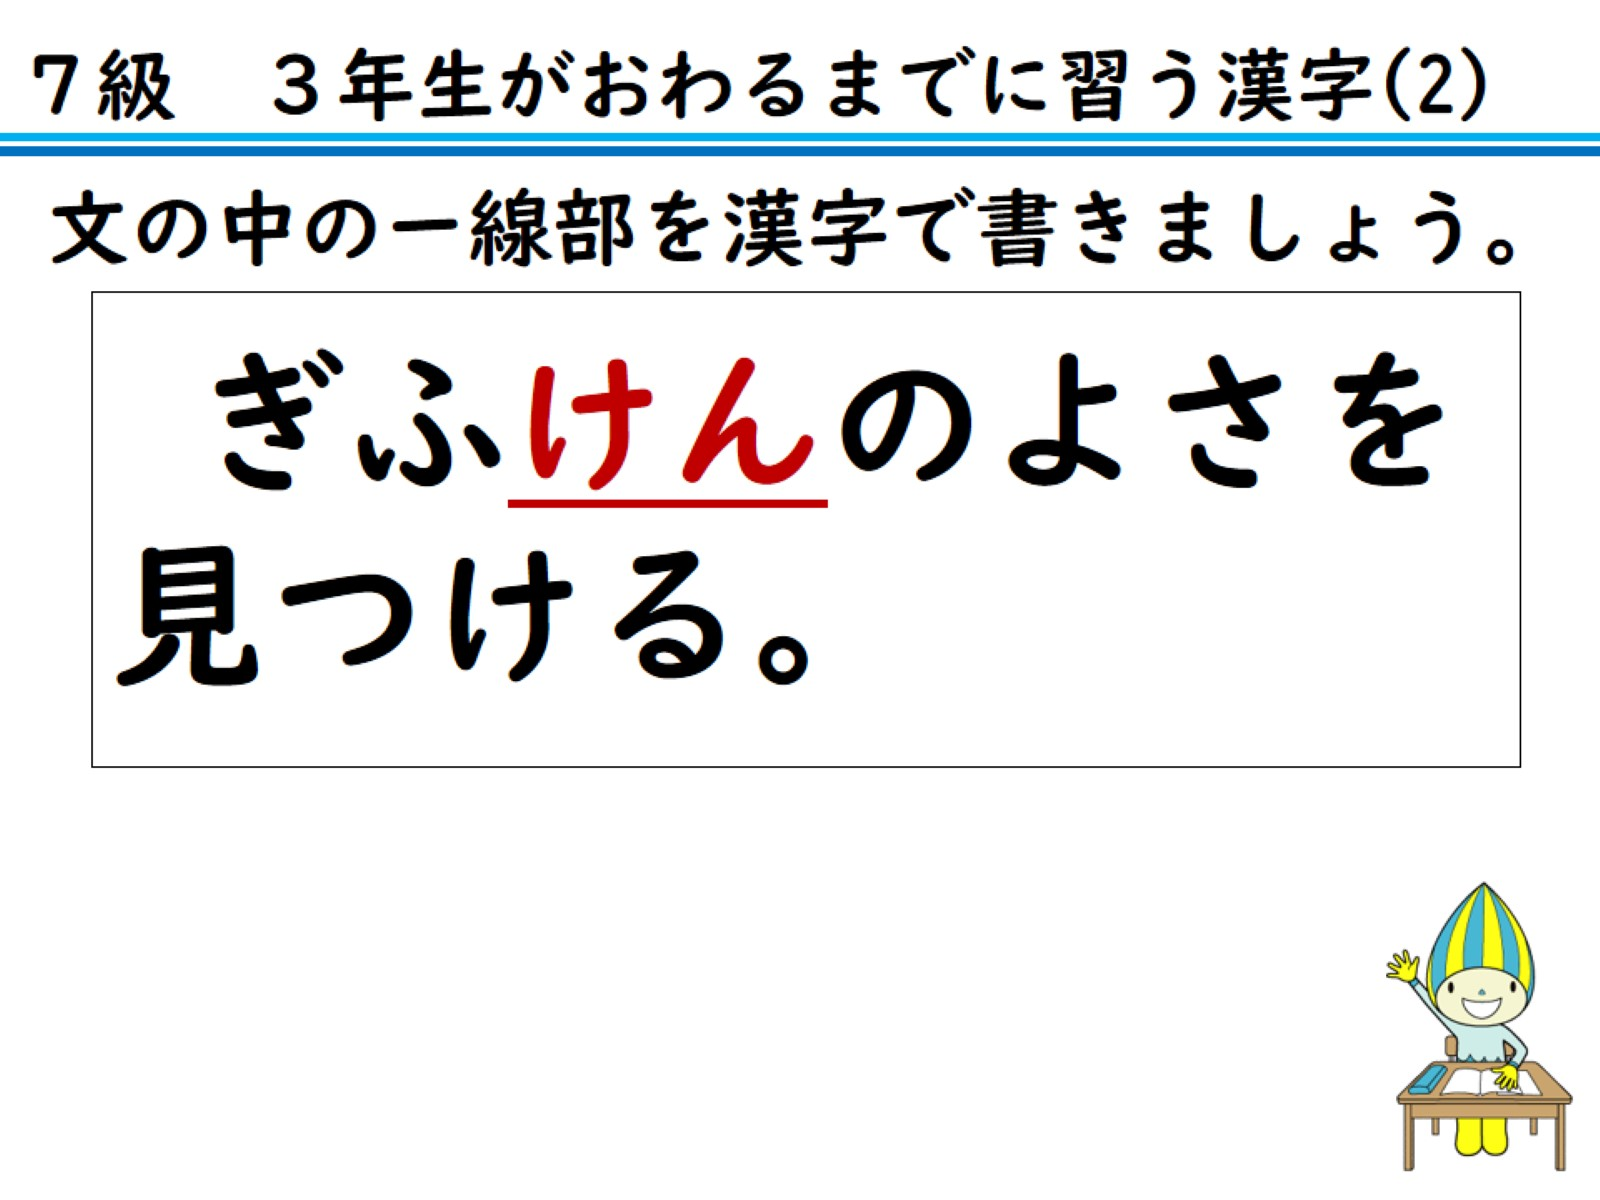 ７級　３年生がおわるまでに習う漢字(2)
文の中の一線部を漢字で書きましょう。
ぎふけんのよさを
見つける。